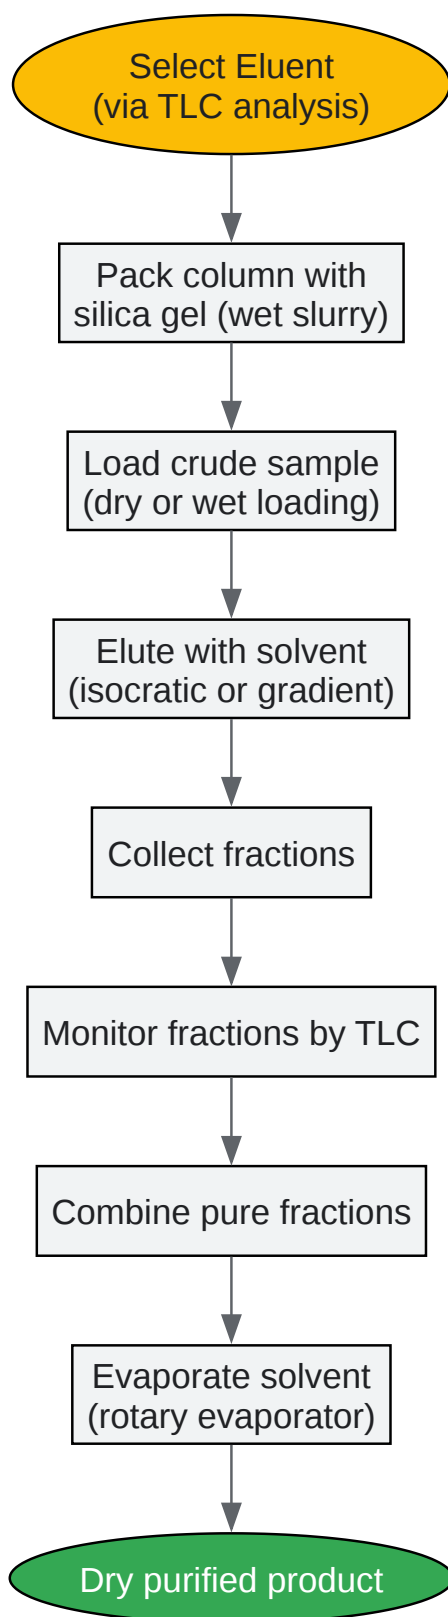 Select Eluent
(via TLC analysis)
Pack column with
silica gel (wet slurry)
Load crude sample
(dry or wet loading)
Elute with solvent
(isocratic or gradient)
Collect fractions
Monitor fractions by TLC
Combine pure fractions
Evaporate solvent
(rotary evaporator)
Dry purified product